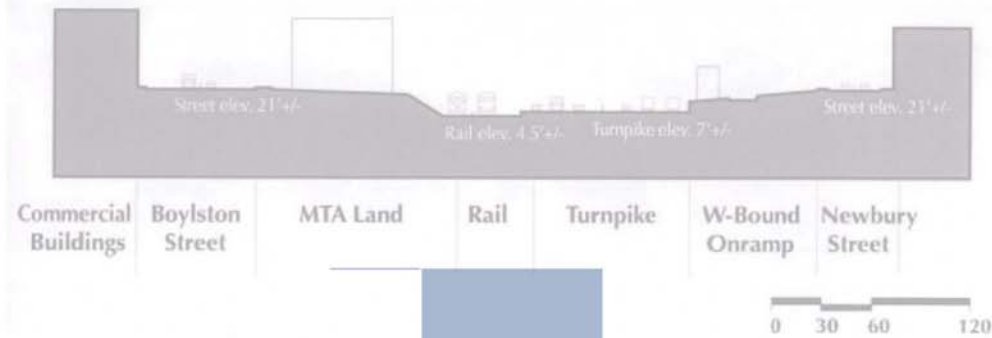 Street elev. 21'+/-
Rail elev. 4.5'+/-
Turnpike elev. 7'+/-
Street elev. 21'+/-
Commercial Buildings
Boylston Street
MTA Land
Rail
Turnpike
W-Bound Onramp
Newbury Street
0 30 60 120